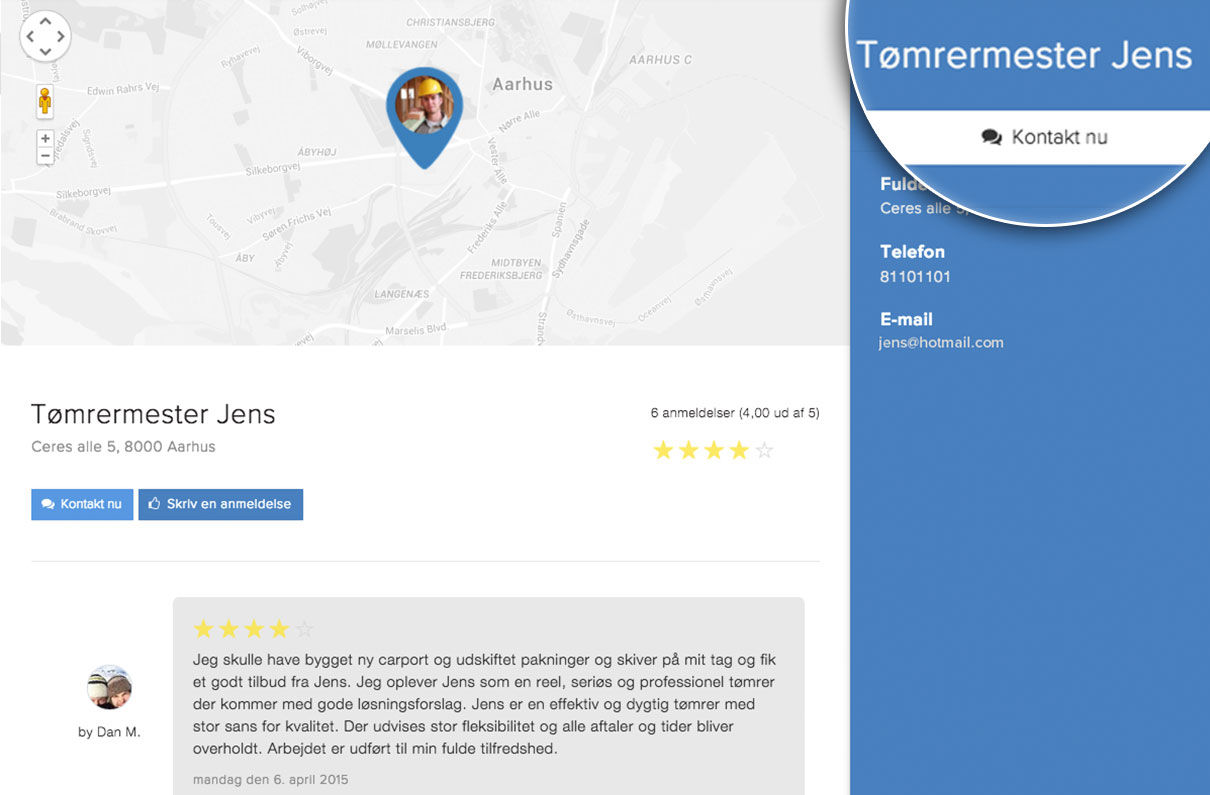 CHRISTIANSBJERG
Østrevej
Ryhavevej
MØLLEVANGEN
AARHUS C
Aarhus
Edwin Rahrs Vej
Nørre Alle
Sigridsvej
ÅBYHØJ
Vester Allé
Silkeborgvej
Silkeborgvej
Brabrand Skovvej
Tousvej
Vibyvej
Søren Frichs Vej
Frederiks Alle
Spanien
Sydhavnsgade
ÅBY
Åbyvej
MIDTBYEN
FREDERIKSBJERG
LANGENÆS
Østhavnsvej
Oceanvej
Marselis Blvd.
Tømrermester Jens
Kontakt nu
Ceres alle 5,
Telefon
81101101
E-mail
jens@hotmail.com
Tømrermester Jens
6 anmeldelser (4,00 ud af 5)
Ceres alle 5, 8000 Aarhus
Kontakt nu
Skriv en anmeldelse
Jeg skulle have bygget ny carport og udskiftet pakninger og skiver på mit tag og fik
et godt tilbud fra Jens. Jeg oplever Jens som en reel, seriøs og professionel tømrer
der kommer med gode løsningsforslag. Jens er en effektiv og dygtig tømrer med
stor sans for kvalitet. Der udvises stor fleksibilitet og alle aftaler og tider bliver
overholdt. Arbejdet er udført til min fulde tilfredshed.
by Dan M.
mandag den 6. april 2015